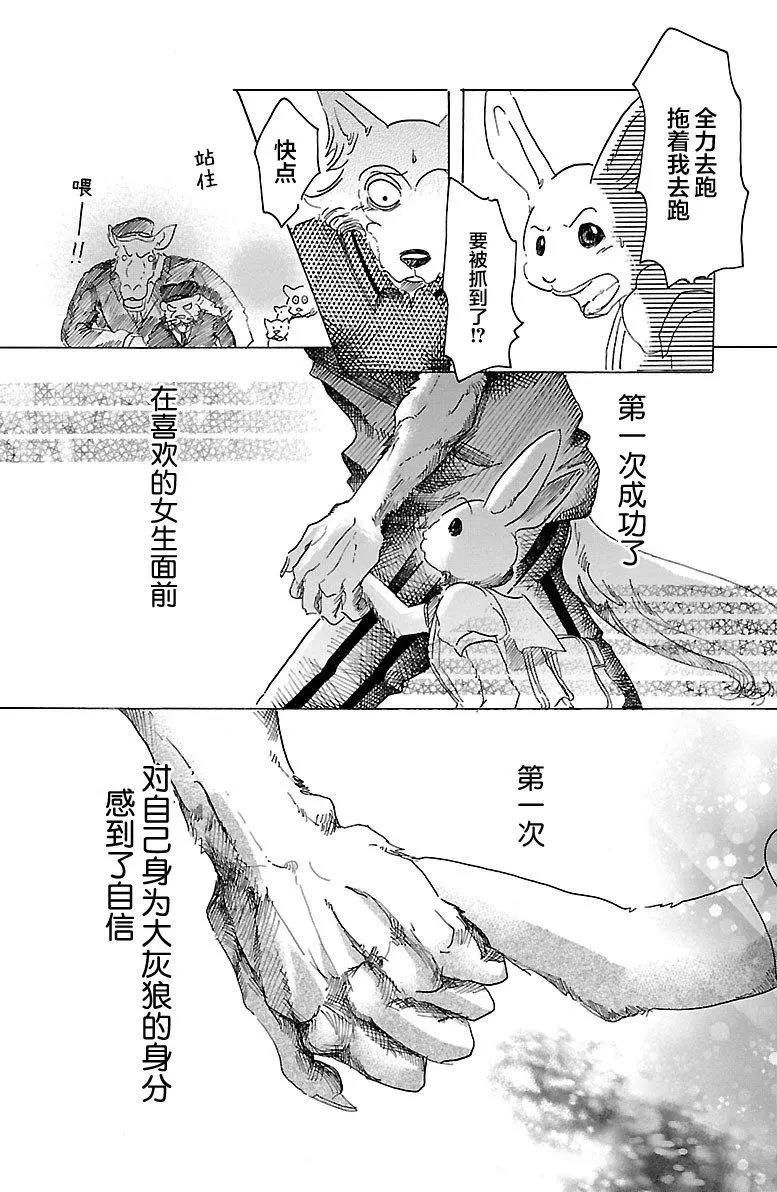 全力去跑
拖着我去跑
要被抓到了!?
快点
站住
喂—!!
第一次成功了
在喜欢的女生面前
第一次
对自己身为大灰狼的身分
感到了自信